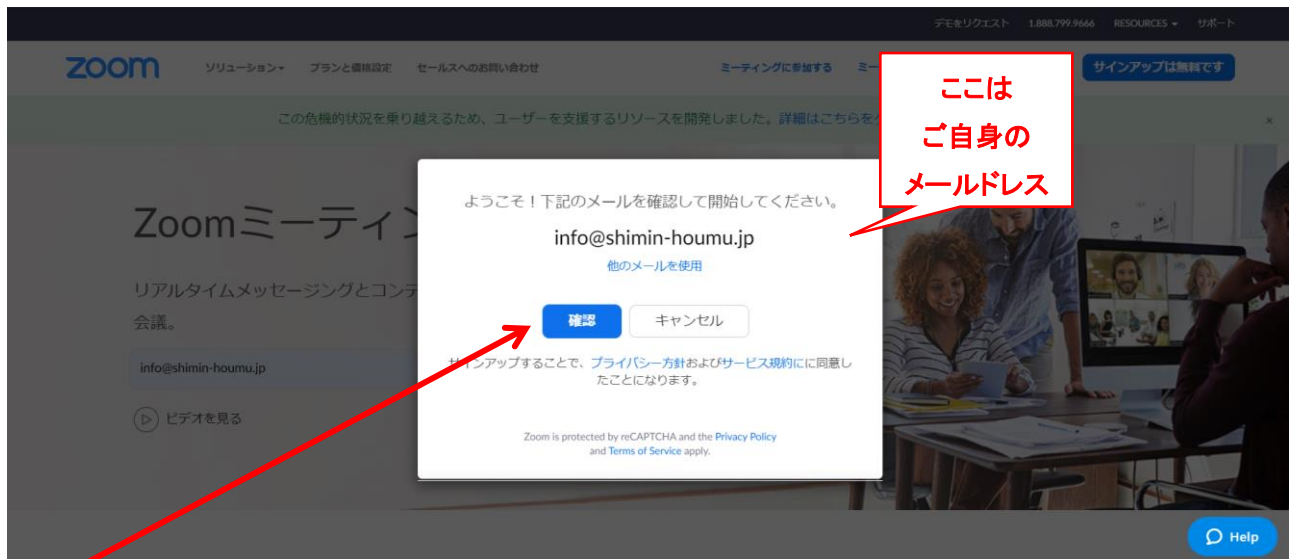 デモをリクエスト 1.888.799.9666 RESOURCES サポート
zoom ソリューション プランと価格設定 セールスへのお問い合わせ ミーティングに参加する ミー サインアップは無料です
この危機的状況を乗り越えるため、ユーザーを支援するリソースを開発しました。詳細はこちらを
ここは
ご自身の
メールドレス
ようこそ！下記のメールを確認して開始してください。
info@shimin-houmu.jp
他のメールを使用
確認 キャンセル
サインアップすることで、プライバシー方針およびサービス規約にに同意し
たことになります。
Zoom is protected by reCAPTCHA and the Privacy Policy
and Terms of Service apply.
Zoomミーティン
リアルタイムメッセージングとコンテ
会議。
info@shimin-houmu.jp
ビデオを見る
Help